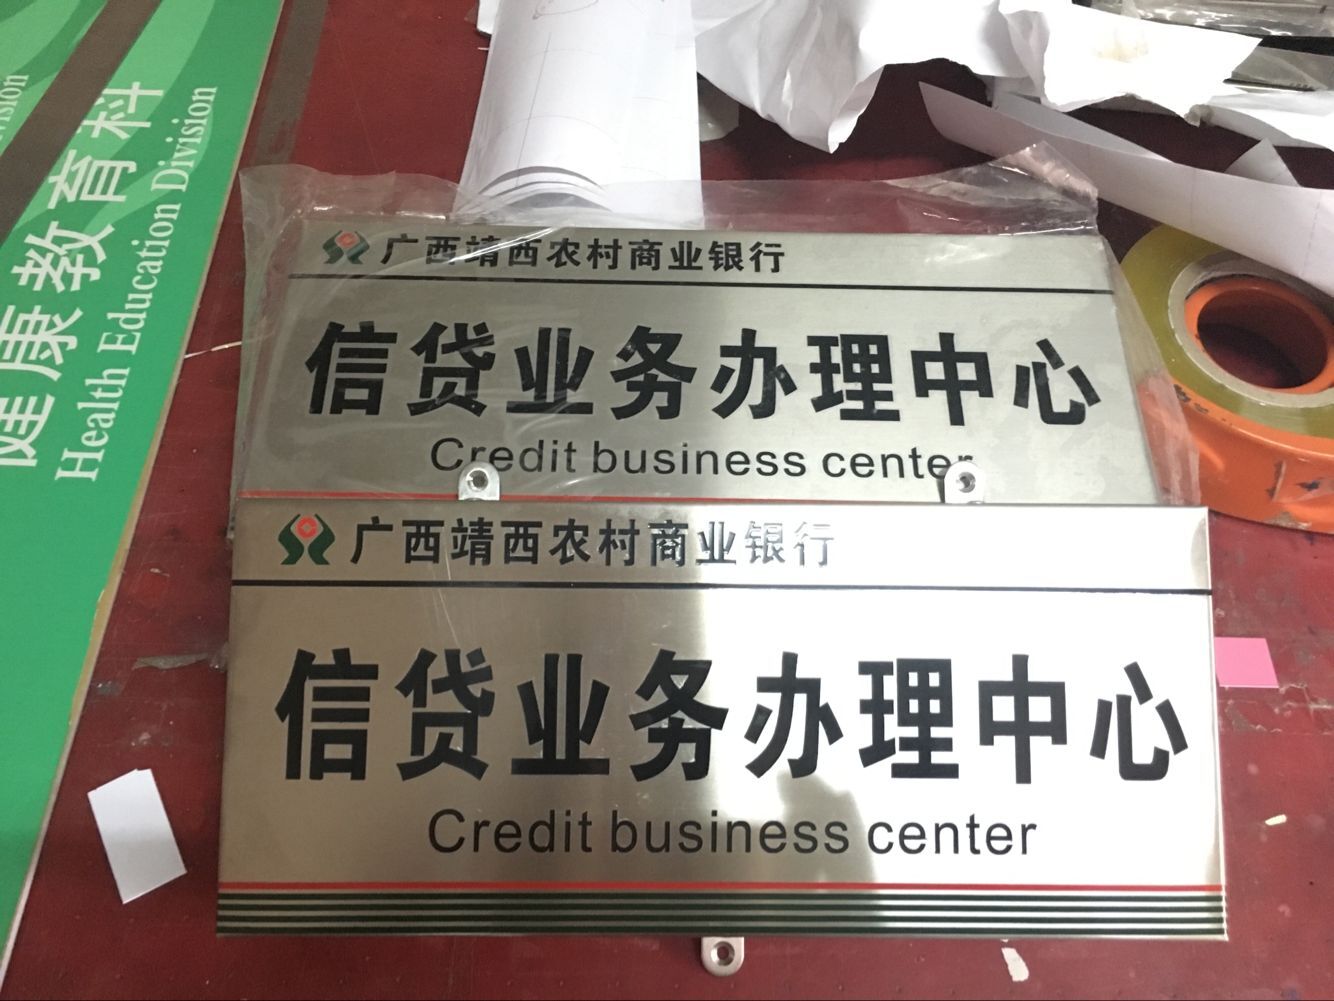 健康教育科
Health Education Division
广西靖西农村商业银行
信贷业务办理中心
Credit business center
广西靖西农村商业银行
信贷业务办理中心
Credit business center